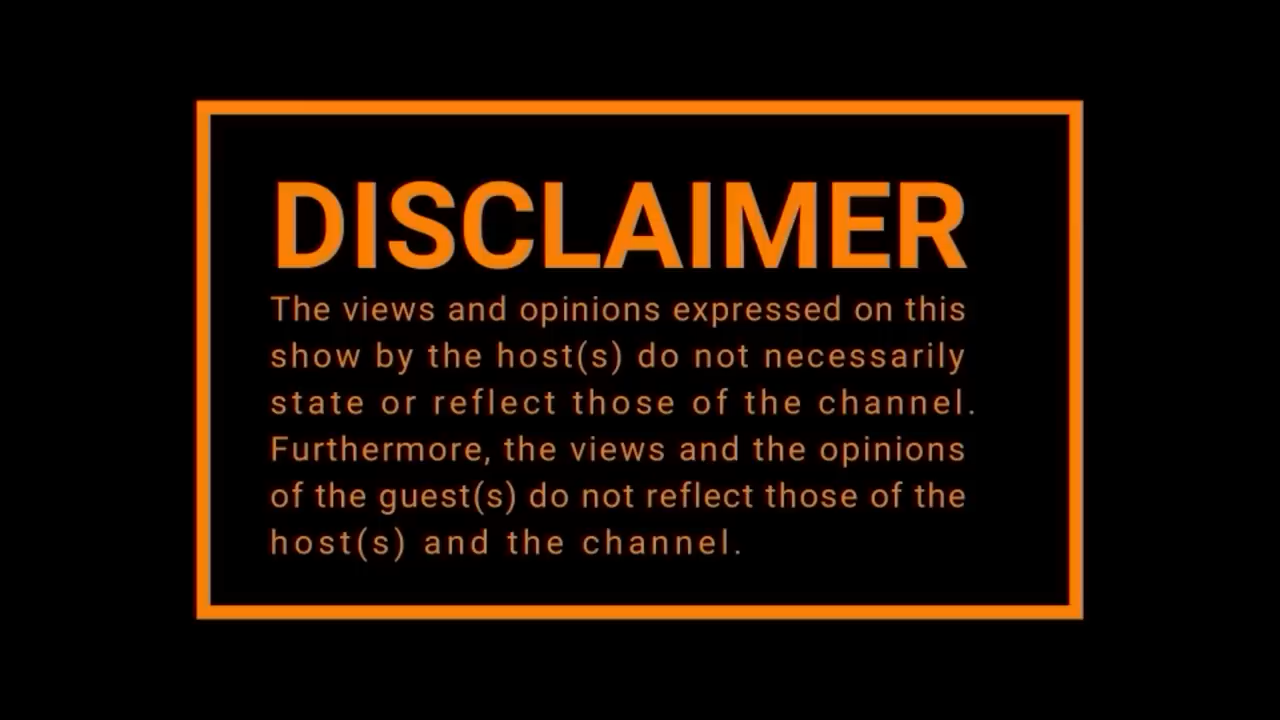 DISCLAIMER
The views and opinions expressed on this
show by the host(s) do not necessarily
state or reflect those of the channel.
Furthermore, the views and the opinions
of the guest(s) do not reflect those of the
host(s) and the channel.